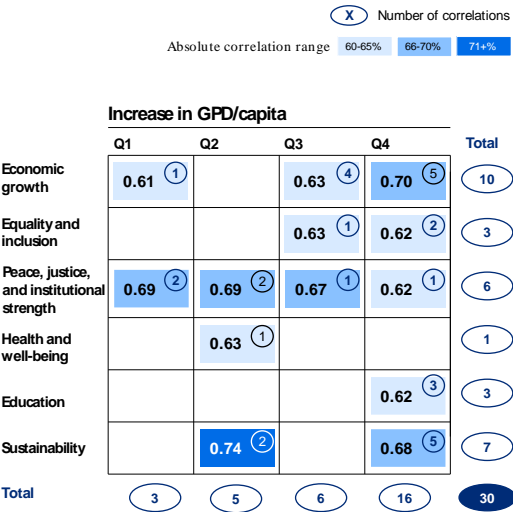 X Number of correlations
Absolute correlation range 60-65% 66-70% 71+%
Increase in GPD/capita
Q1 Q2 Q3 Q4 Total
Economic
growth
0.61 1 0.63 4 0.70 5 10
Equality and
inclusion
0.63 1 0.62 2 3
Peace, justice,
and institutional
strength
0.69 2 0.69 2 0.67 1 0.62 1 6
Health and
well-being
0.63 1 1
Education
0.62 3 3
Sustainability
0.74 2 0.68 5 7
Total 3 5 6 16 30